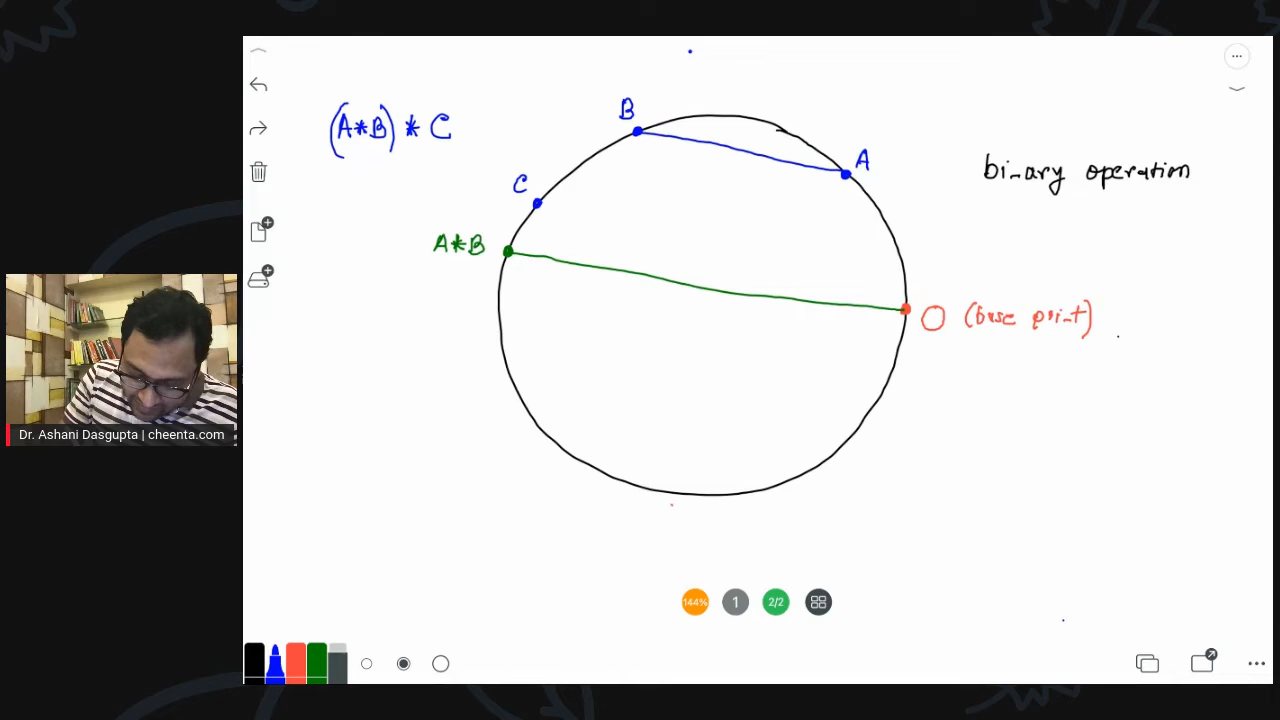 B
(A*B) * C
A
binary operation
C
A*B
O (base point)
Dr. Ashani Dasgupta | cheenta.com
144%
1
2/2